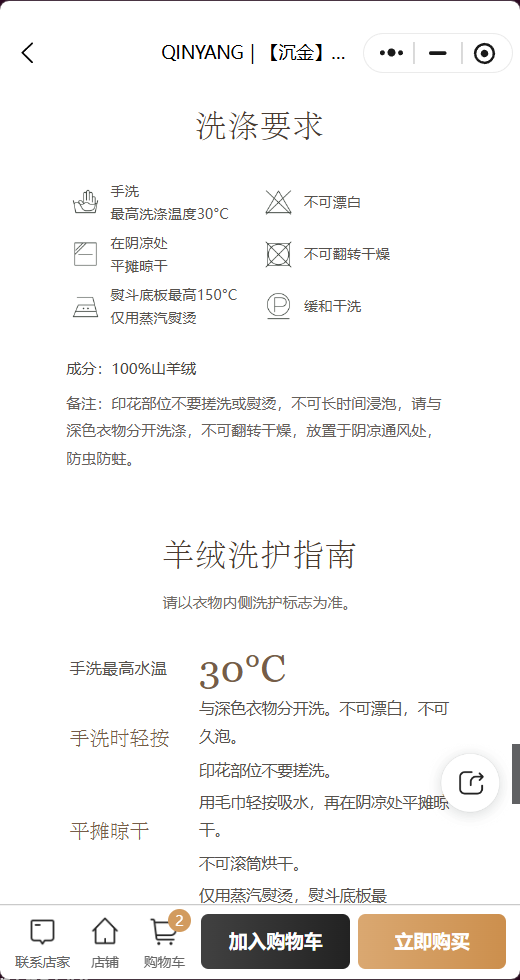 QINYANG | 【沉金】...
洗涤要求
手洗
最高洗涤温度30°C
不可漂白
在阴凉处
平摊晾干
不可翻转干燥
熨斗底板最高150°C
仅用蒸汽熨烫
P
缓和干洗
成分：100%山羊绒
备注：印花部位不要搓洗或熨烫，不可长时间浸泡，请与
深色衣物分开洗涤，不可翻转干燥，放置于阴凉通风处，
防虫防蛀。
羊绒洗护指南
请以衣物内侧洗护标志为准。
手洗最高水温
30°C
手洗时轻按
与深色衣物分开洗。不可漂白，不可
久泡。
印花部位不要搓洗。
平摊晾干
用毛巾轻按吸水，再在阴凉处平摊晾
干。
不可滚筒烘干。
仅用蒸汽熨烫，熨斗底板最
联系店家
店铺
2
购物车
加入购物车
立即购买